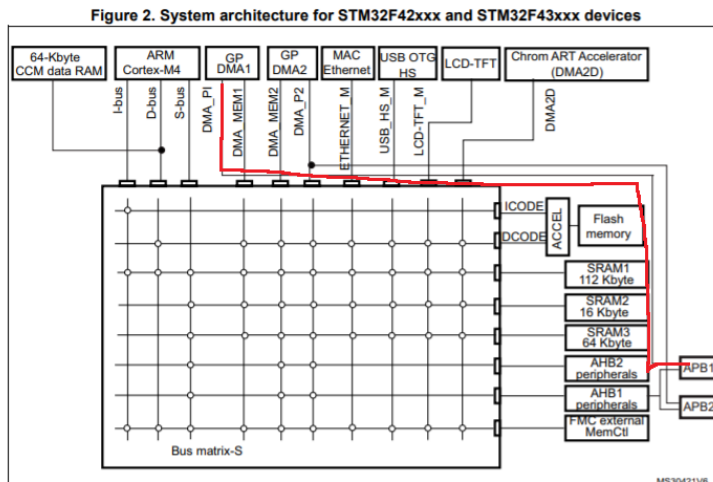 Figure 2. System architecture for STM32F42xxx and STM32F43xxx devices
64-Kbyte
CCM data RAM
ARM
Cortex-M4
GP
DMA1
GP
DMA2
MAC
Ethernet
USB OTG
HS
LCD-TFT
Chrom ART Accelerator
(DMA2D)
I-bus
D-bus
S-bus
DMA_PI
DMA_MEM1
DMA_MEM2
DMA_P2
ETHERNET_M
USB_HS_M
LCD-TFT_M
DMA2D
ICODE
DCODE
ACCEL
Flash
memory
SRAM1
112 Kbyte
SRAM2
16 Kbyte
SRAM3
64 Kbyte
AHB2
peripherals
AHB1
peripherals
FMC external
MemCtl
APB1
APB2
Bus matrix-S
MS30421V6